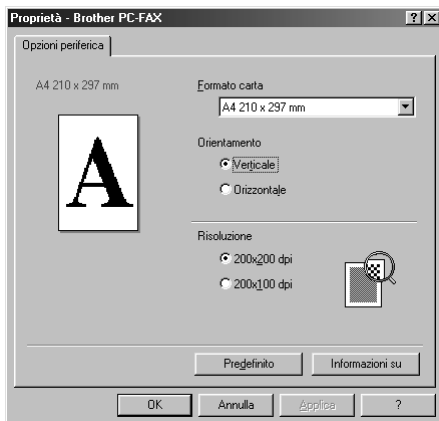 Proprietà - Brother PC-FAX
? ×
Opzioni periferica
A4 210 x 297 mm
Formato carta
A4 210 x 297 mm
Orientamento
Verticale
Orizzontale
A
Risoluzione
200x200 dpi
200x100 dpi
Predefinito Informazioni su
OK Annulla Applica ?